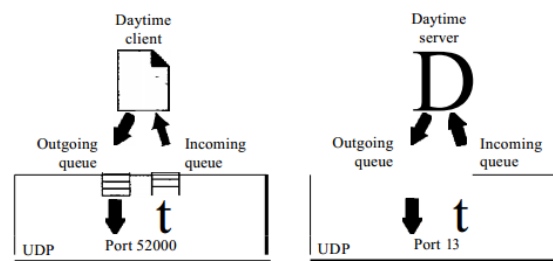 Daytime
client
Daytime
server
D
Outgoing
queue
Incoming
queue
Outgoing
queue
Incoming
queue
t
t
UDP
Port 52000
UDP
Port 13